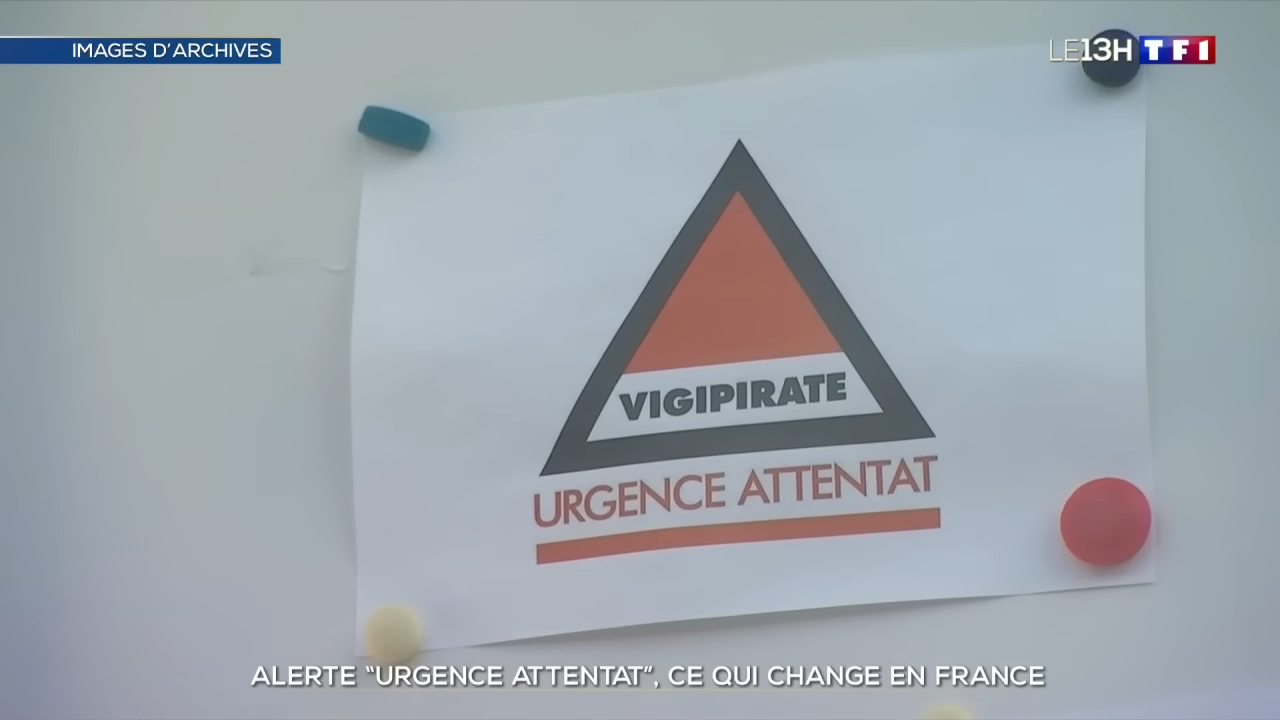 IMAGES D'ARCHIVES
LE13H TF1
VIGIPIRATE
URGENCE ATTENTAT
ALERTE "URGENCE ATTENTAT", CE QUI CHANGE EN FRANCE